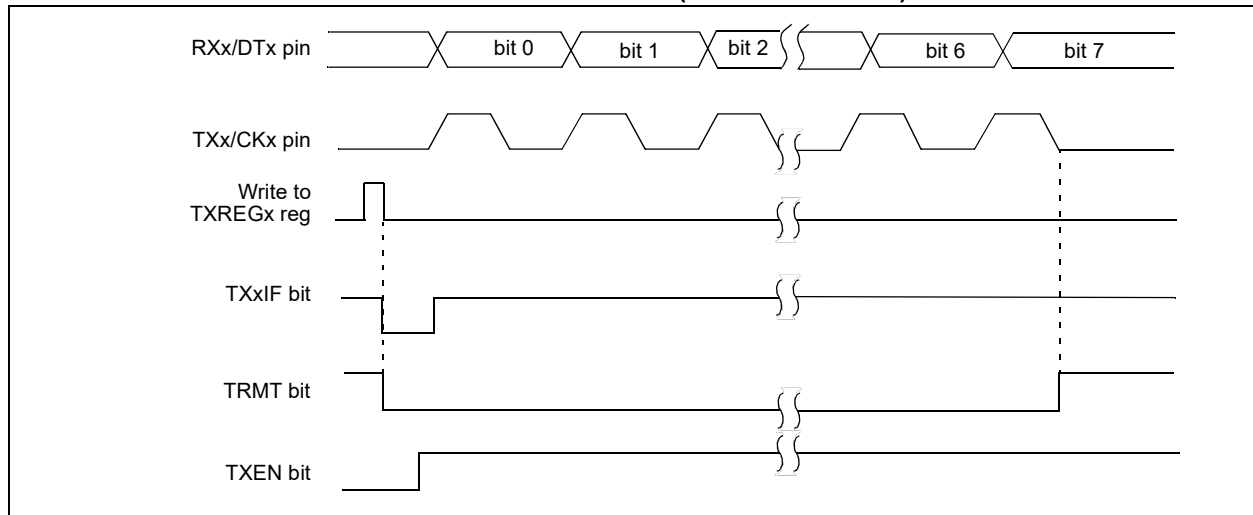 RXx/DTx pin
bit 0 bit 1 bit 2 bit 6 bit 7
TXx/CKx pin
Write to
TXREGx reg
TXxIF bit
TRMT bit
TXEN bit